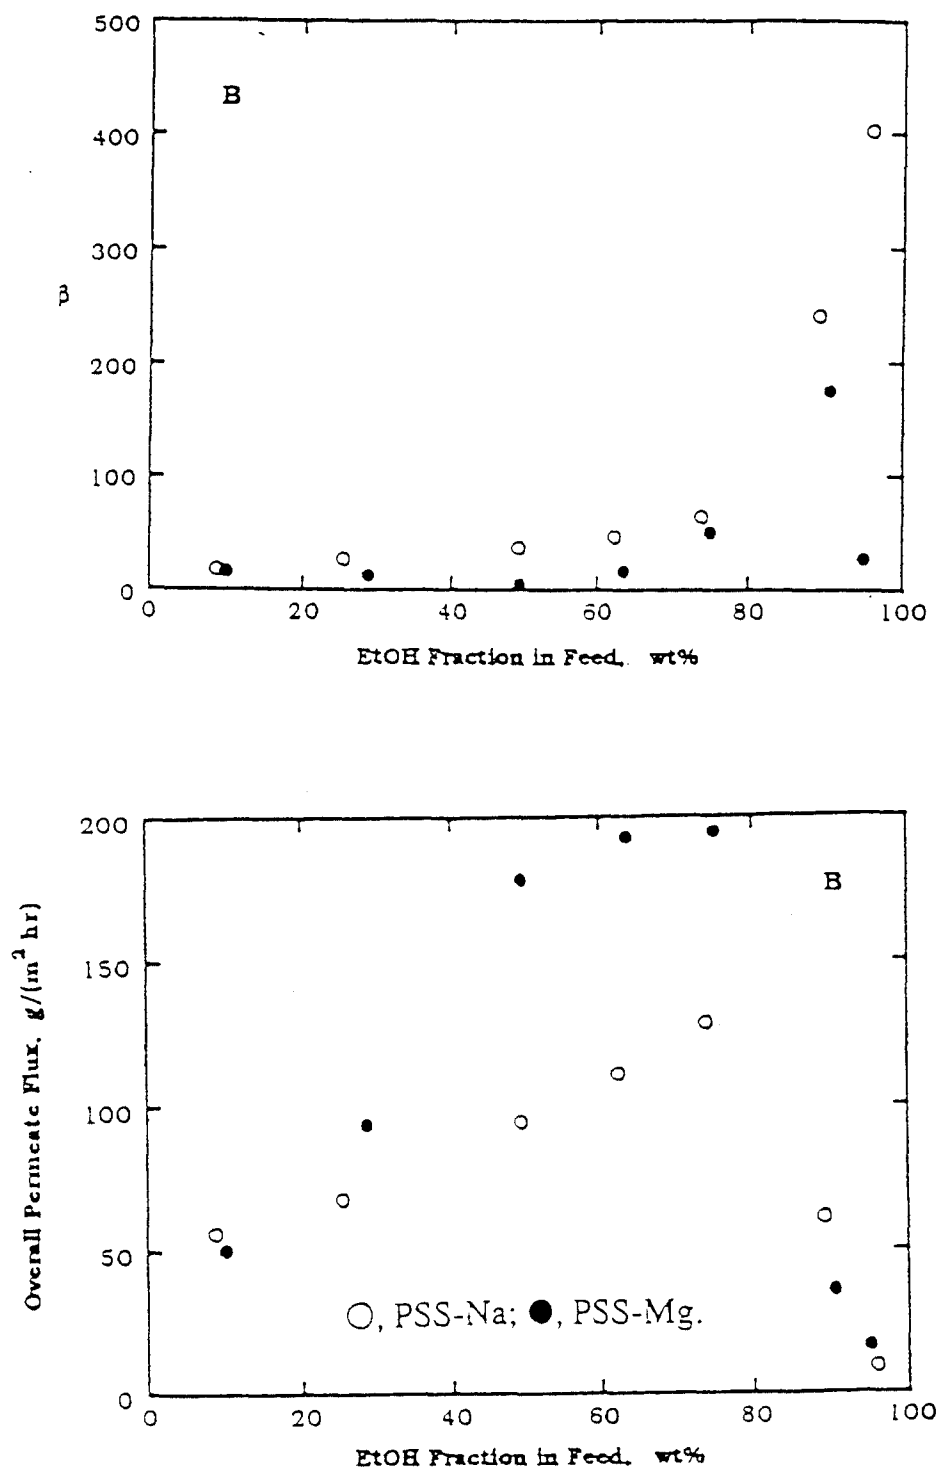 500
B
400
300
β
200
100
0
0 20 40 60 80 100
EtOH Fraction in Feed, wt%
200
B
150
Overall Permeate Flux, g/(m² hr)
100
50
○, PSS-Na; ●, PSS-Mg.
0
0 20 40 60 80 100
EtOH Fraction in Feed, wt%